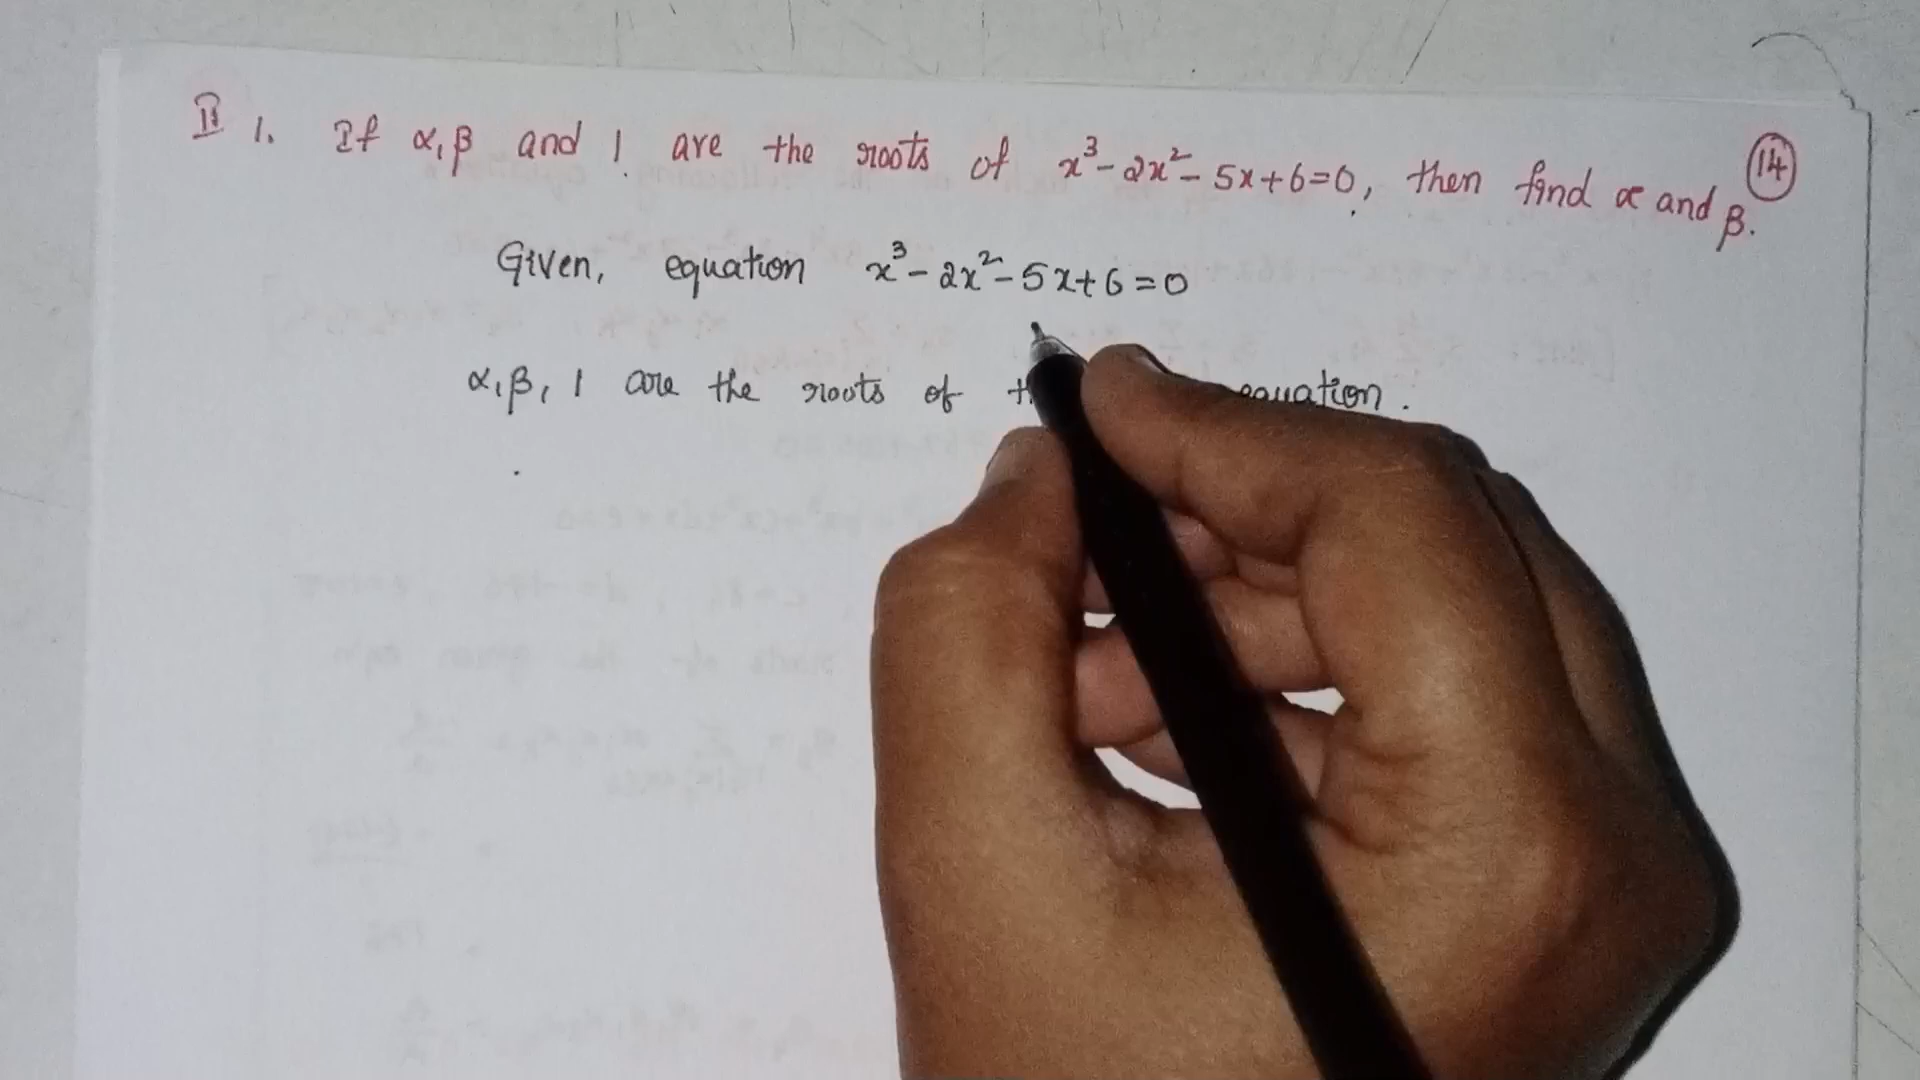 II 1. If α, β and 1 are the roots of x³ - 2x² - 5x + 6 = 0, then find α and β. 14
Given, equation x³ - 2x² - 5x + 6 = 0
α, β, 1 are the roots of equation.